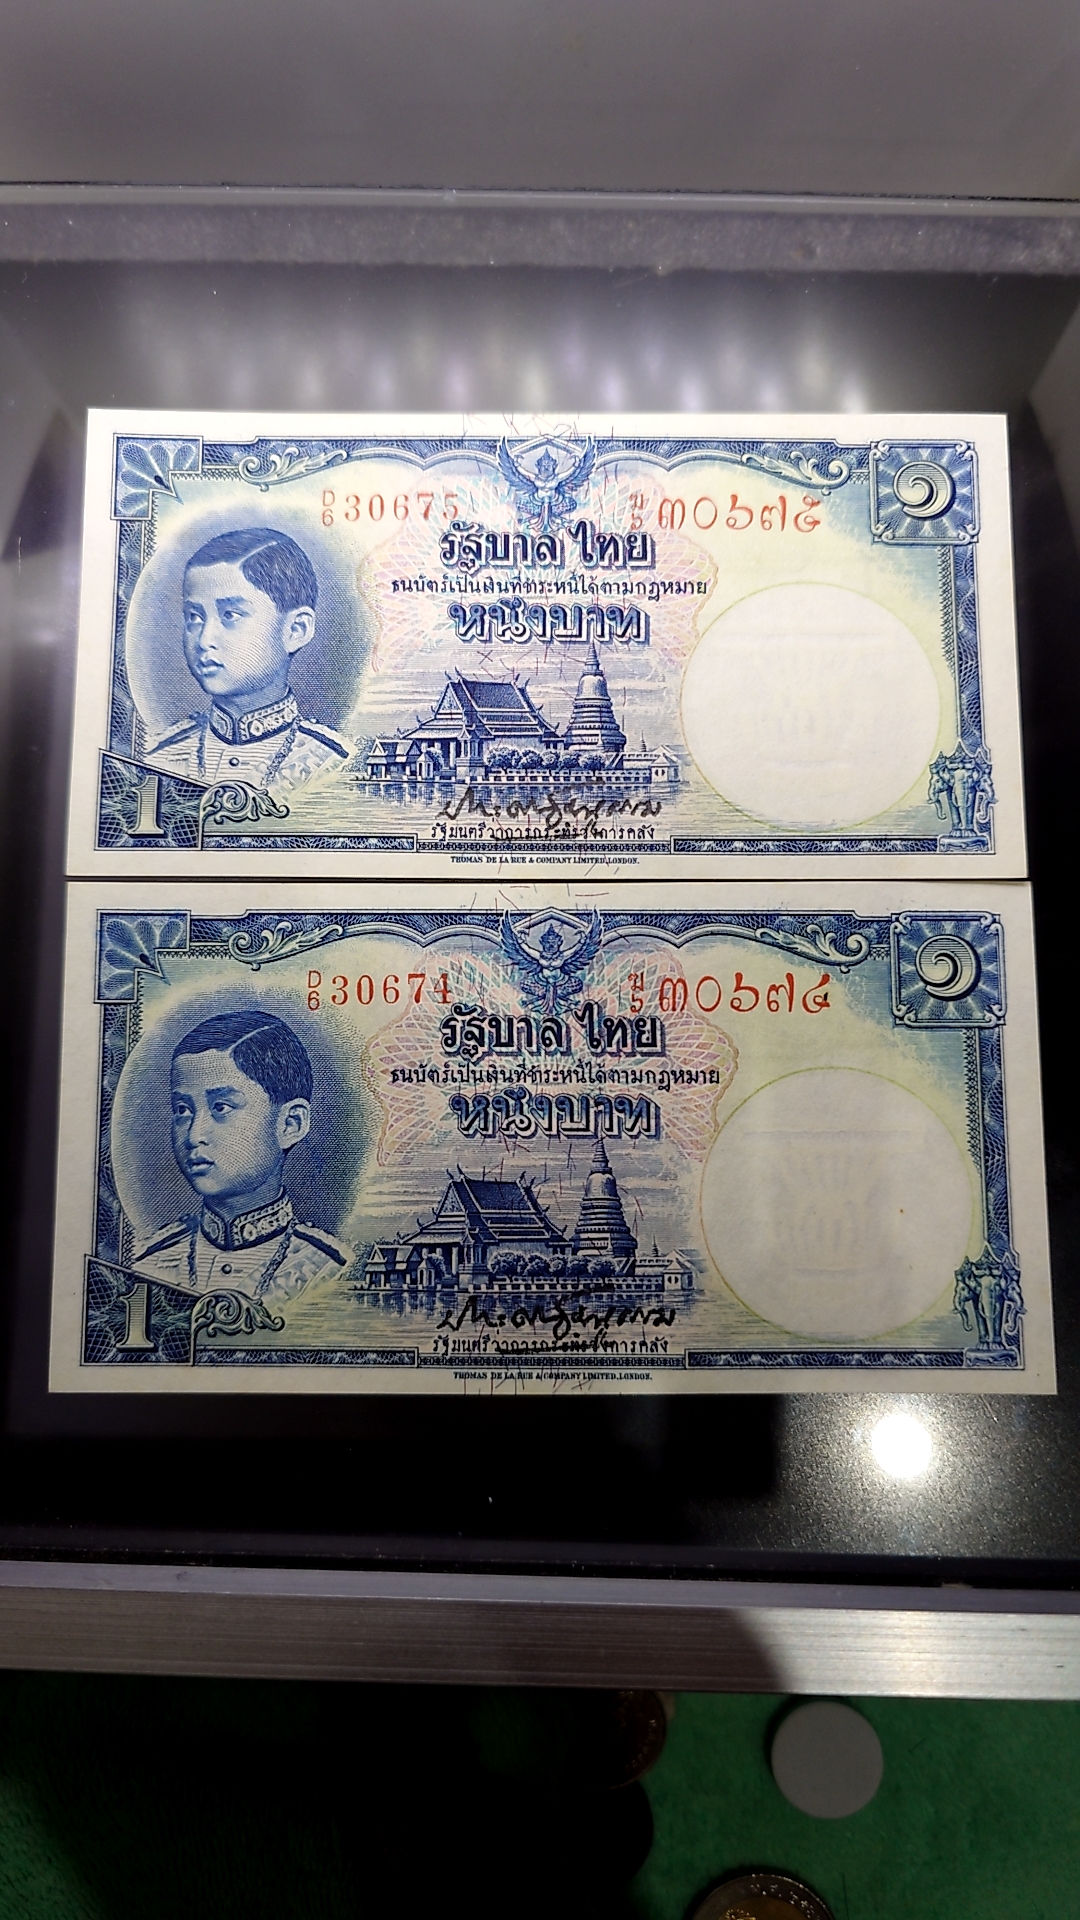 ๑
D/6 30675 ฆ/๖ ๓๐๖๗๕
รัฐบาลไทย
ธนบัตร์เป็นเงินที่ชำระหนี้ได้ตามกฎหมาย
หนึ่งบาท
1
รัฐมนตรีว่าการกระทรวงการคลัง
THOMAS DE LA RUE & COMPANY LIMITED, LONDON.
๑
D/6 30674 ฆ/๖ ๓๐๖๗๔
รัฐบาลไทย
ธนบัตร์เป็นเงินที่ชำระหนี้ได้ตามกฎหมาย
หนึ่งบาท
1
รัฐมนตรีว่าการกระทรวงการคลัง
THOMAS DE LA RUE & COMPANY LIMITED, LONDON.